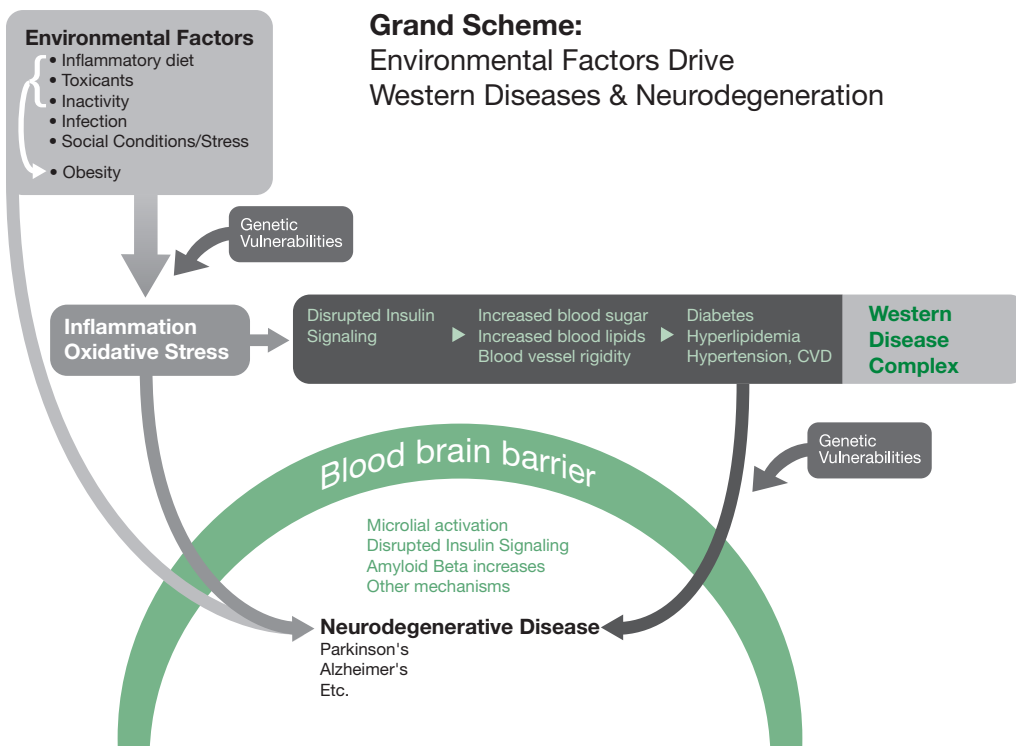 Grand Scheme:
Environmental Factors Drive
Western Diseases & Neurodegeneration
Environmental Factors
• Inflammatory diet
• Toxicants
• Inactivity
• Infection
• Social Conditions/Stress
• Obesity
Genetic
Vulnerabilities
Inflammation
Oxidative Stress
Disrupted Insulin
Signaling
Increased blood sugar
Increased blood lipids
Blood vessel rigidity
Diabetes
Hyperlipidemia
Hypertension, CVD
Western
Disease
Complex
Genetic
Vulnerabilities
Blood brain barrier
Microlial activation
Disrupted Insulin Signaling
Amyloid Beta increases
Other mechanisms
Neurodegenerative Disease
Parkinson's
Alzheimer's
Etc.